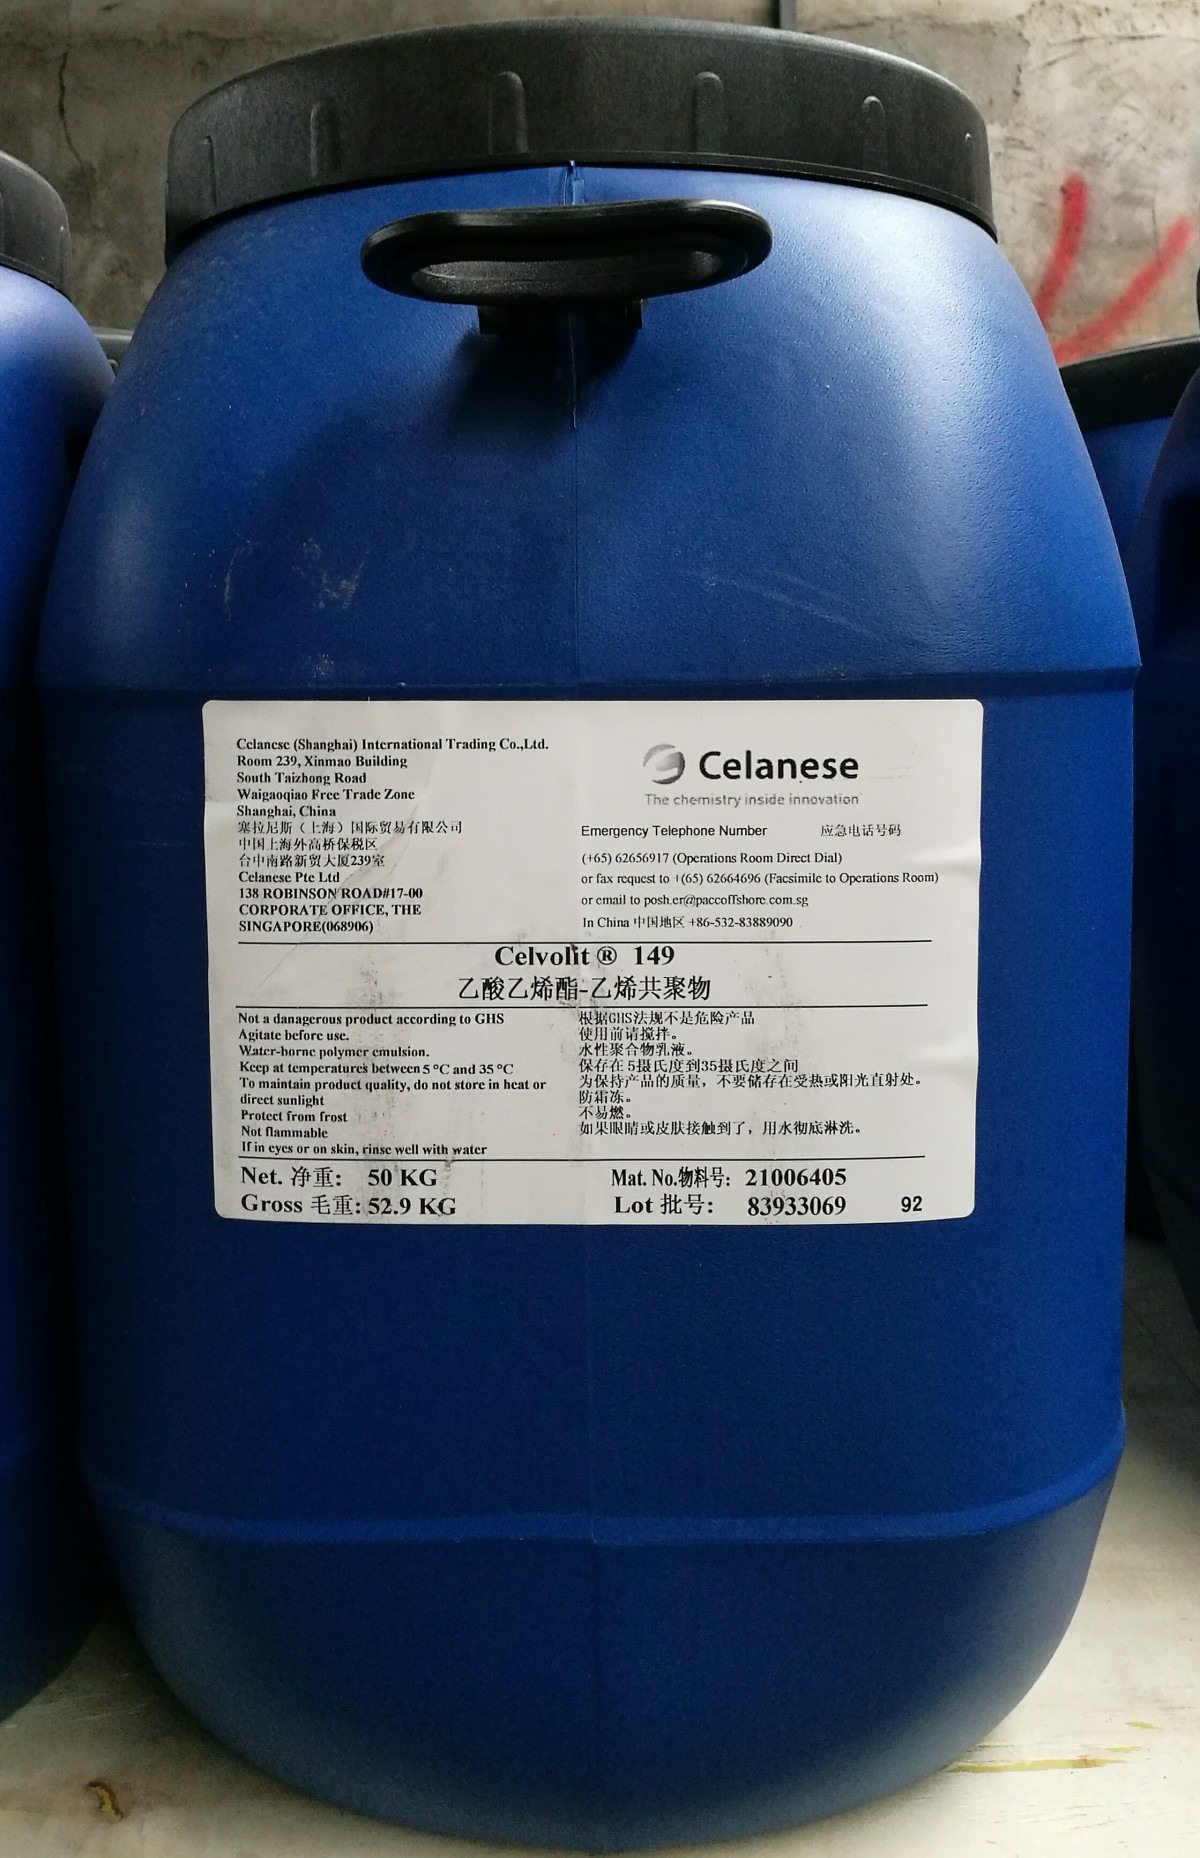 Celanese (Shanghai) International Trading Co.,Ltd.
Room 239, Xinmao Building
South Taizhong Road
Waigaoqiao Free Trade Zone
Shanghai, China
塞拉尼斯（上海）国际贸易有限公司
中国上海外高桥保税区
台中南路新贸大厦239室
Celanese Pte Ltd
138 ROBINSON ROAD#17-00
CORPORATE OFFICE, THE
SINGAPORE(068906)
Celanese
The chemistry inside innovation
Emergency Telephone Number 应急电话号码
(+65) 62656917 (Operations Room Direct Dial)
or fax request to +(65) 62664696 (Facsimile to Operations Room)
or email to posh.er@paccoffshore.com.sg
In China 中国地区 +86-532-83889090
Celvolit ® 149
乙酸乙烯酯-乙烯共聚物
Not a danagerous product according to GHS
Agitate before use.
Water-borne polymer emulsion.
Keep at temperatures between 5 °C and 35 °C
To maintain product quality, do not store in heat or
direct sunlight
Protect from frost
Not flammable
If in eyes or on skin, rinse well with water
根据GHS法规不是危险产品
使用前请搅拌。
水性聚合物乳液。
保存在 5摄氏度到35摄氏度之间
为保持产品的质量，不要储存在受热或阳光直射处。
防霜冻。
不易燃。
如果眼睛或皮肤接触到了，用水彻底淋洗。
Net. 净重: 50 KG
Gross 毛重: 52.9 KG
Mat. No.物料号: 21006405
Lot 批号: 83933069 92